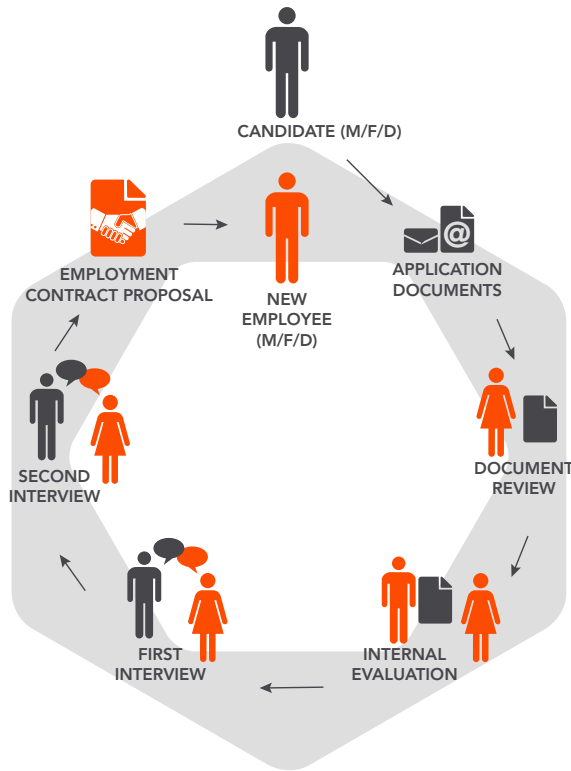 CANDIDATE (M/F/D)
APPLICATION
DOCUMENTS
DOCUMENT
REVIEW
INTERNAL
EVALUATION
FIRST
INTERVIEW
SECOND
INTERVIEW
EMPLOYMENT
CONTRACT PROPOSAL
NEW
EMPLOYEE
(M/F/D)
@